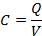 C = Q/V